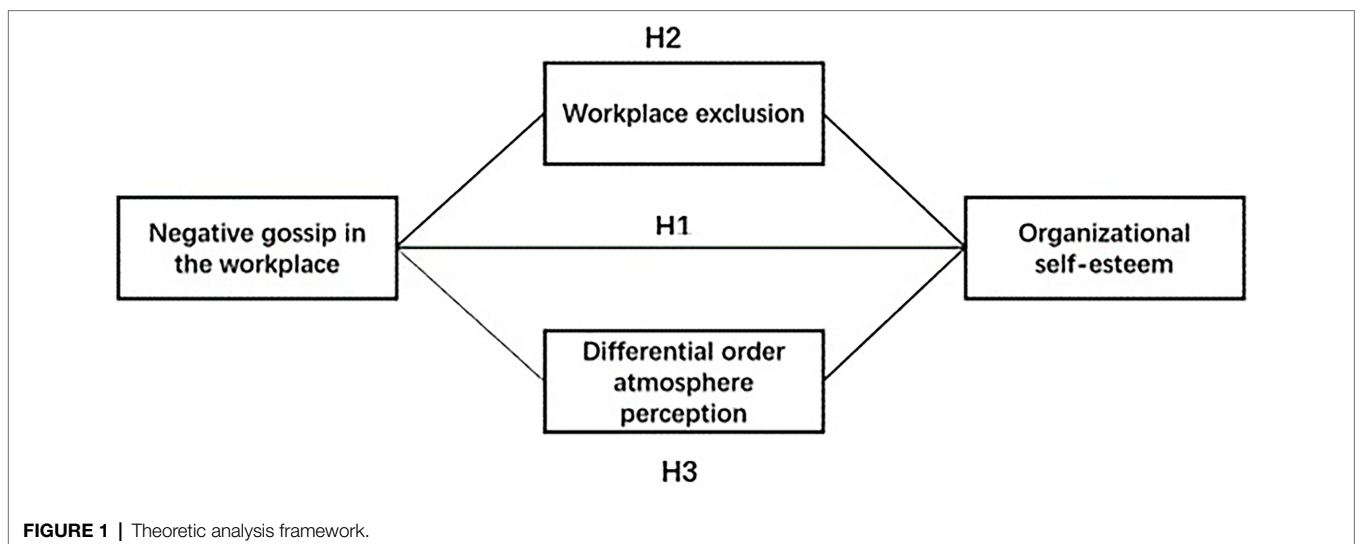 H2
Workplace exclusion
H1
Negative gossip in
the workplace
Organizational
self-esteem
Differential order
atmosphere
perception
H3
FIGURE 1 | Theoretic analysis framework.